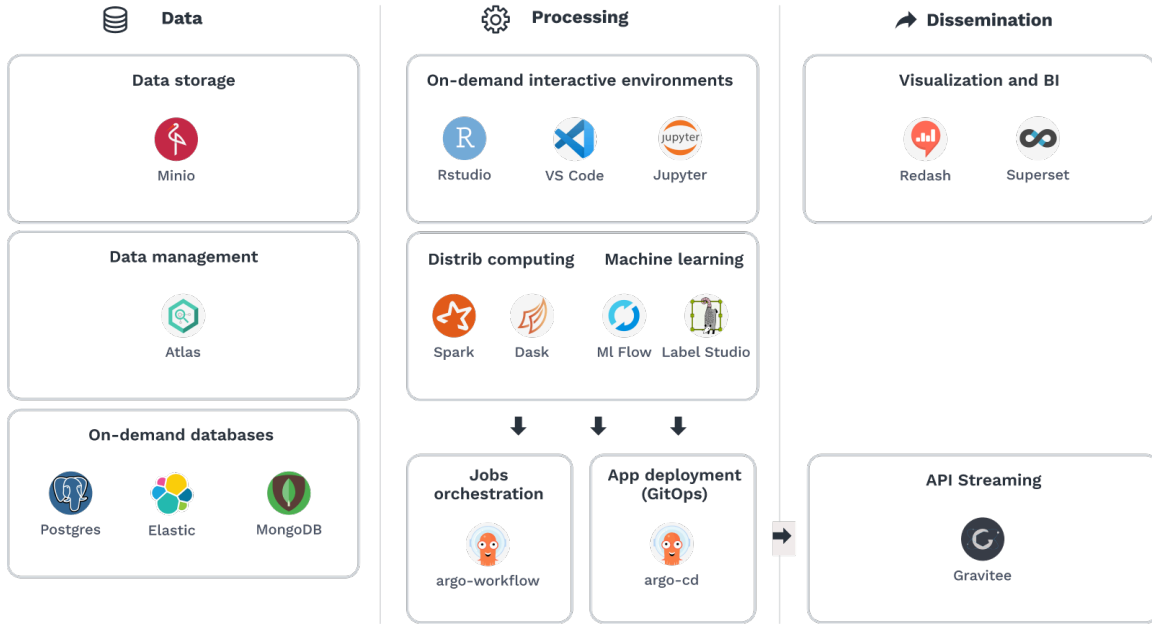 Data
Data storage
Minio
Data management
Atlas
On-demand databases
Postgres
Elastic
MongoDB
Processing
On-demand interactive environments
R
Rstudio
VS Code
jupyter
Jupyter
Distrib computing
Spark
Dask
Machine learning
Ml Flow
Label Studio
Jobs
orchestration
argo-workflow
App deployment
(GitOps)
argo-cd
Dissemination
Visualization and BI
Redash
Superset
API Streaming
Gravitee